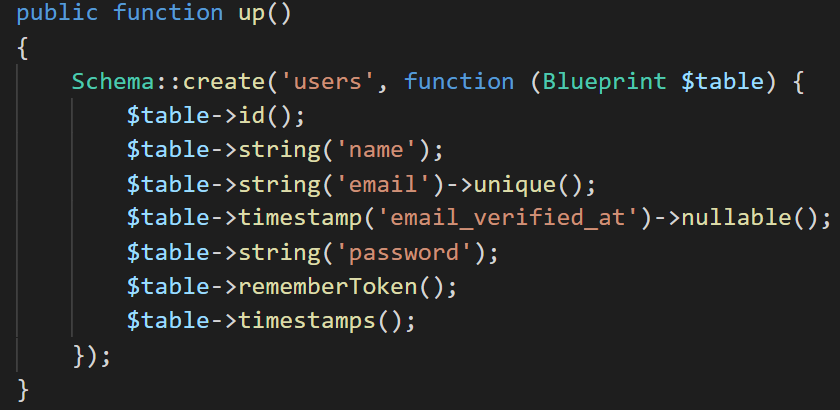 public function up()
{
    Schema::create('users', function (Blueprint $table) {
        $table->id();
        $table->string('name');
        $table->string('email')->unique();
        $table->timestamp('email_verified_at')->nullable();
        $table->string('password');
        $table->rememberToken();
        $table->timestamps();
    });
}